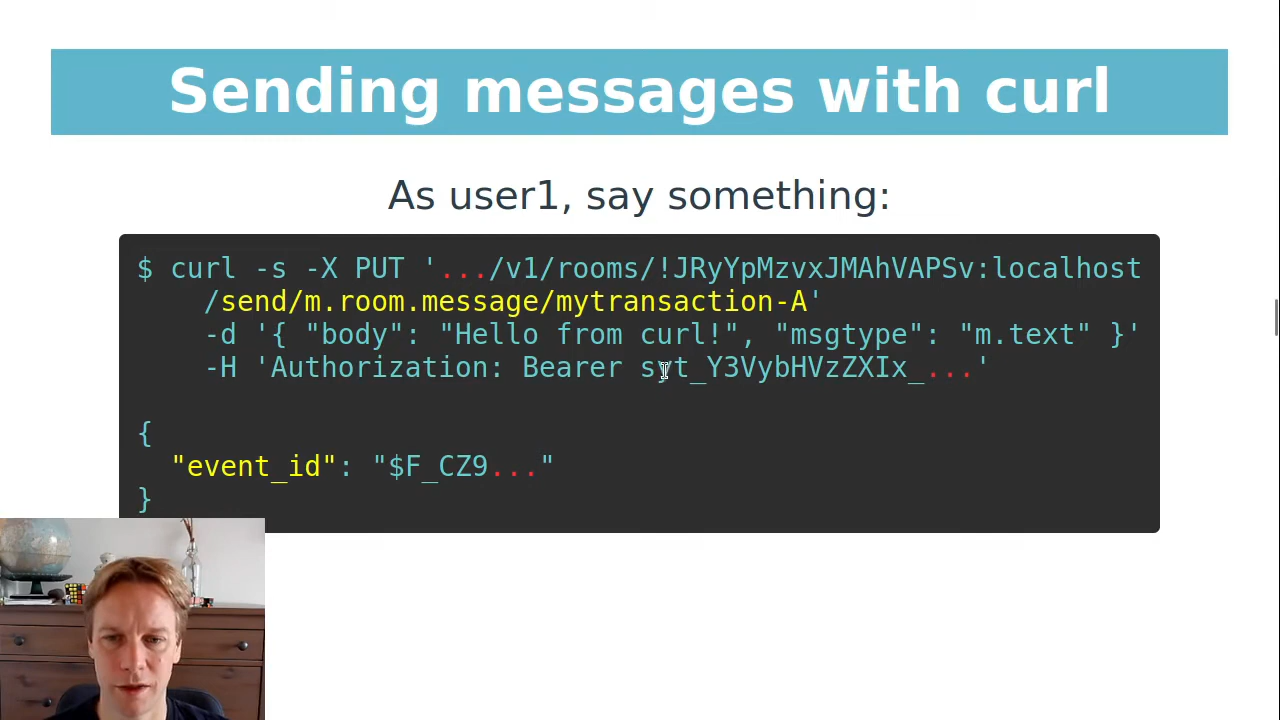 Sending messages with curl
As user1, say something:
$ curl -s -X PUT '.../v1/rooms/!JRyYpMzvxJMAhVAPSv:localhost
/send/m.room.message/mytransaction-A'
-d '{ "body": "Hello from curl!", "msgtype": "m.text" }'
-H 'Authorization: Bearer syt_Y3VybHVzZXIx_...'
{
"event_id": "$F_CZ9..."
}